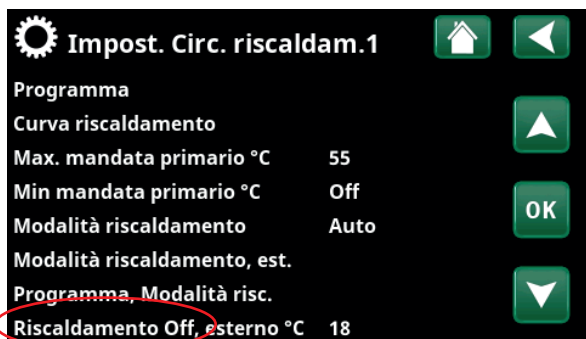 Impost. Circ. riscaldam.1
Programma
Curva riscaldamento
Max. mandata primario °C 55
Min mandata primario °C Off
Modalità riscaldamento Auto
OK
Modalità riscaldamento, est.
Programma, Modalità risc.
Riscaldamento Off, esterno °C 18